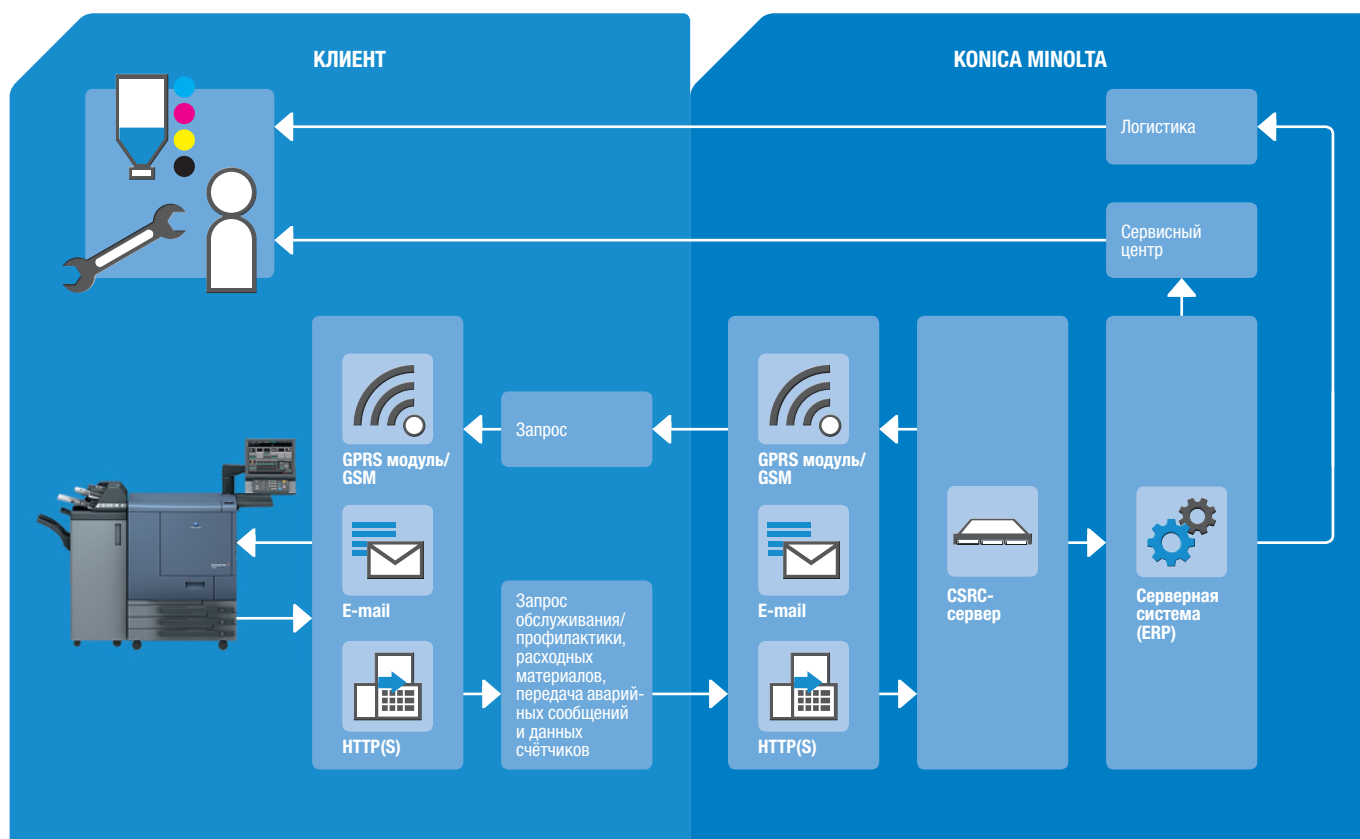 КЛИЕНТ
KONICA MINOLTA
Логистика
Сервисный
центр
GPRS модуль/
GSM
E-mail
HTTP(S)
Запрос
Запрос
обслуживания/
профилактики,
расходных
материалов,
передача аварий-
ных сообщений
и данных
счётчиков
GPRS модуль/
GSM
E-mail
HTTP(S)
CSRC-
сервер
Серверная
система
(ERP)